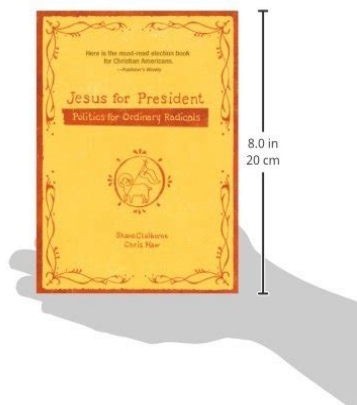 Here is the must-read election book
for Christian Americans.
—Publisher's Weekly
Jesus for President
Politics for Ordinary Radicals
Shane Claiborne
Chris Haw
8.0 in
20 cm